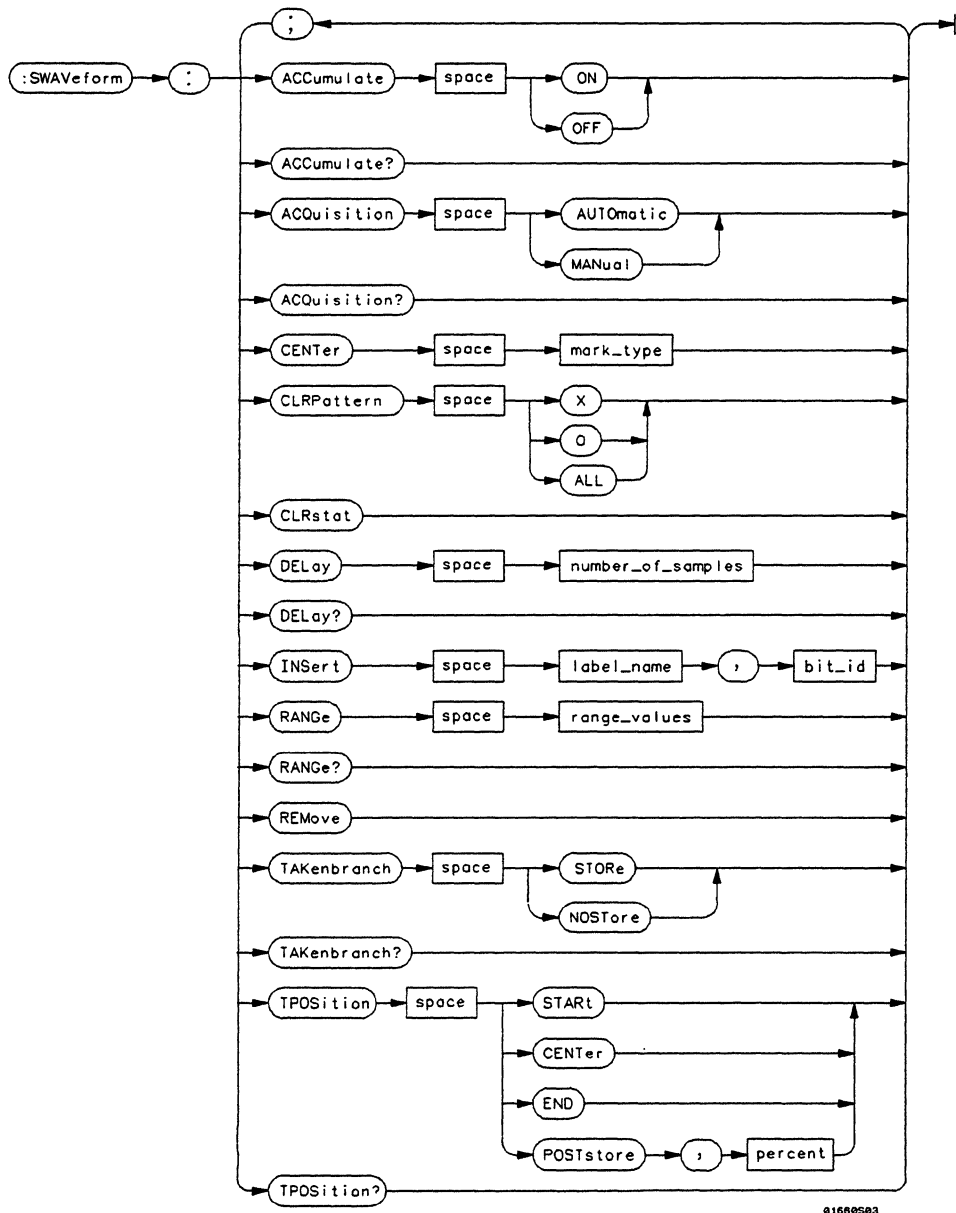 ;
:SWAVeform : ACCumulate space ON
OFF
ACCumulate?
ACQuisition space AUTOmatic
MANual
ACQuisition?
CENTer space mark_type
CLRPattern space X
O
ALL
CLRstat
DELay space number_of_samples
DELay?
INSert space label_name , bit_id
RANGe space range_values
RANGe?
REMove
TAKenbranch space STORe
NOSTore
TAKenbranch?
TPOSition space STARt
CENTer
END
POSTstore , percent
TPOSition?
01660S03